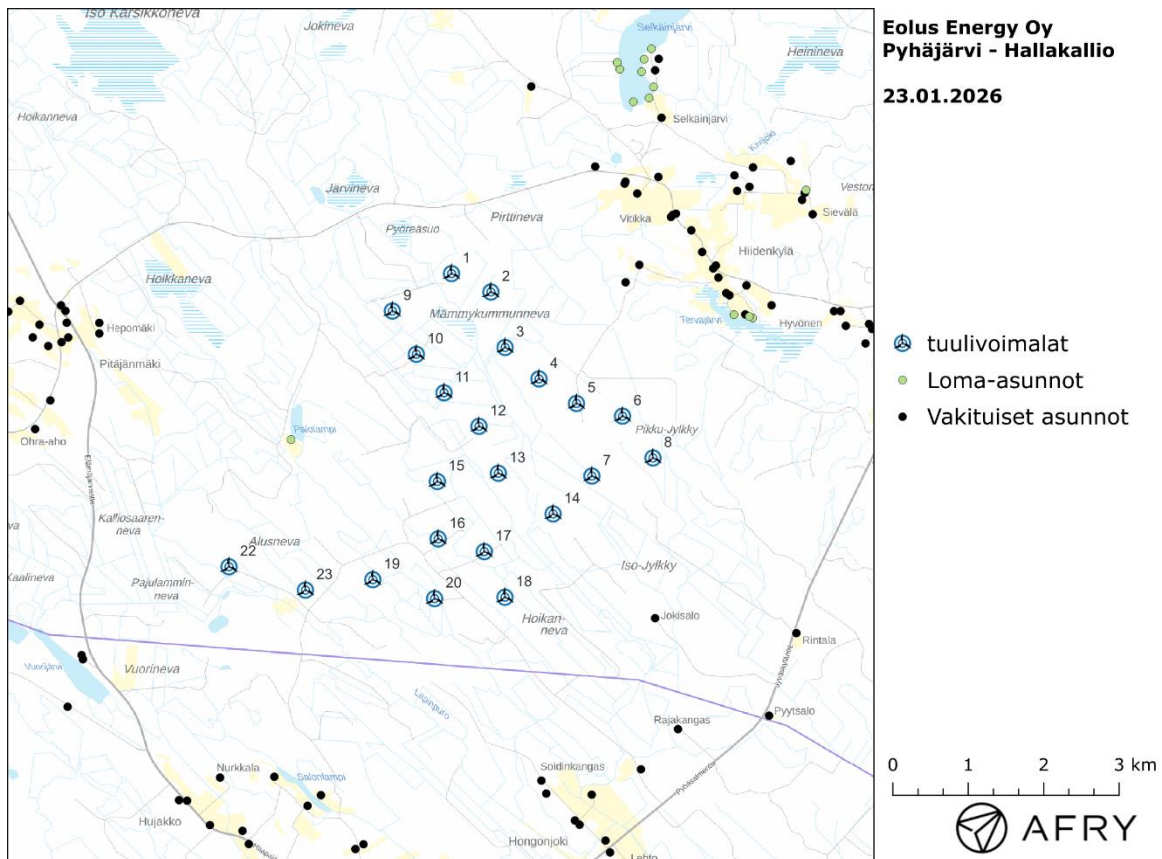 Iso Karsikkoneva
Jokineva
Selkäinjärvi
Heinineva
Hoikanneva
Selkäinjärvi
Järvineva
Pirttineva
Pyöreäsuo
Vitikka
Sievälä
Hiidenkylä
Hoikkaneva
1
2
9
Mämmykummunneva
Tervajärvi
Hyvönen
Hepomäki
Pitäjänmäki
10
3
4
11
5
6
12
Pikku-Jylkky
Palolampi
8
Ohra-aho
13
7
15
14
Kalliosaaren-
neva
Alusneva
16
17
22
Kaalineva
Pajulammin-
neva
19
23
20
18
Iso-Jylkky
Hoikan-
neva
Jokisalo
Rintala
Vuorijärvi
Vuorineva
Lapinpuro
Rajakangas
Pyytsalo
Nurkkala
Salonlampi
Soidinkangas
Pyhäsalmentie
Hujakko
Hongonjoki
Lehto
Eolus Energy Oy
Pyhäjärvi - Hallakallio
23.01.2026
tuulivoimalat
Loma-asunnot
Vakituiset asunnot
0 1 2 3 km
AFRY